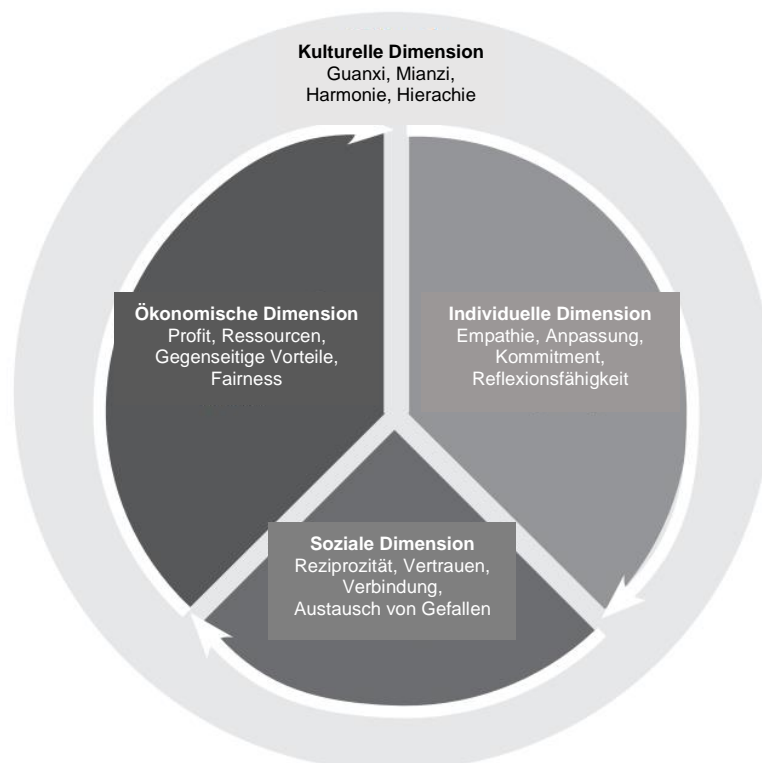 Kulturelle Dimension
Guanxi, Mianzi,
Harmonie, Hierachie
Ökonomische Dimension
Profit, Ressourcen,
Gegenseitige Vorteile,
Fairness
Individuelle Dimension
Empathie, Anpassung,
Kommitment,
Reflexionsfähigkeit
Soziale Dimension
Reziprozität, Vertrauen,
Verbindung,
Austausch von Gefallen